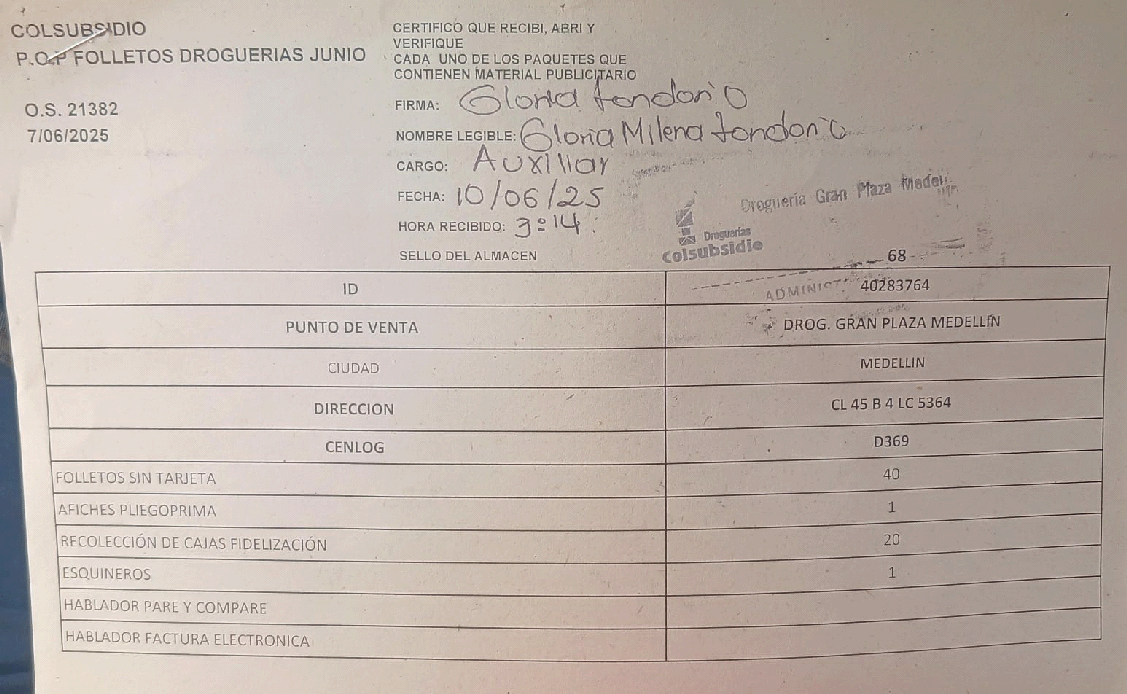 COLSUBSIDIO
P.O.P FOLLETOS DROGUERIAS JUNIO
O.S. 21382
7/06/2025
CERTIFICO QUE RECIBI, ABRI Y
VERIFIQUE
CADA UNO DE LOS PAQUETES QUE
CONTIENEN MATERIAL PUBLICITARIO
FIRMA: Gloria Londoño
NOMBRE LEGIBLE: Gloria Milena Londoño
CARGO: Auxiliar
FECHA: 10/06/25
HORA RECIBIDO: 3:14
SELLO DEL ALMACEN
Droguería Gran Plaza Medell
Droguerías
colsubsidio
68
ID 40283764
PUNTO DE VENTA DROG. GRAN PLAZA MEDELLÍN
CIUDAD MEDELLIN
DIRECCION CL 45 B 4 LC 5364
CENLOG D369
FOLLETOS SIN TARJETA 40
AFICHES PLIEGOPRIMA 1
RECOLECCIÓN DE CAJAS FIDELIZACIÓN 20
ESQUINEROS 1
HABLADOR PARE Y COMPARE
HABLADOR FACTURA ELECTRONICA